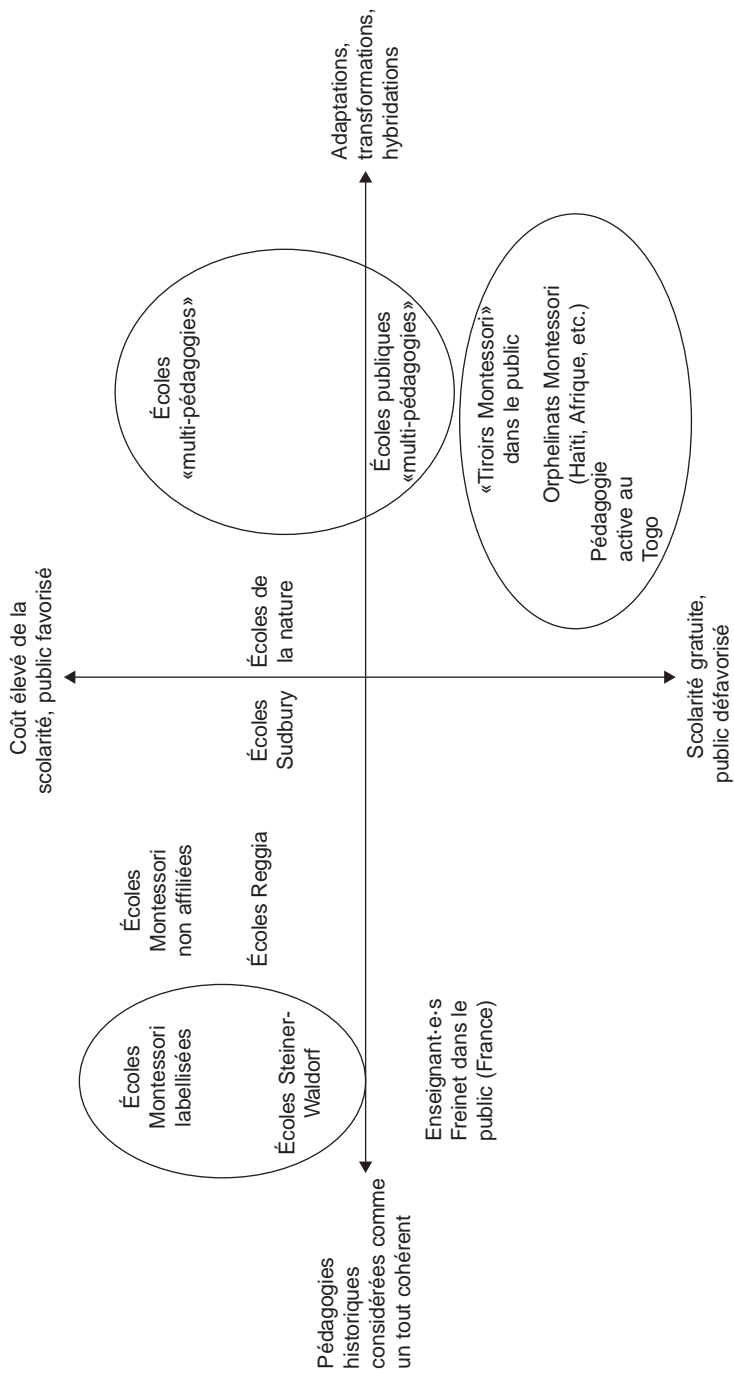 Coût élevé de la
scolarité, public favorisé
Écoles
Montessori
labellisées
Écoles Steiner-
Waldorf
Écoles
Montessori
non affiliées
Écoles Reggia
Écoles
Sudbury
Écoles de
la nature
Écoles
«multi-pédagogies»
Écoles publiques
«multi-pédagogies»
Pédagogies
historiques
considérées comme
un tout cohérent
Adaptations,
transformations,
hybridations
Enseignant·e·s
Freinet dans le
public (France)
«Tiroirs Montessori»
dans le public
Orphelinats Montessori
(Haïti, Afrique, etc.)
Pédagogie
active au
Togo
Scolarité gratuite,
public défavorisé